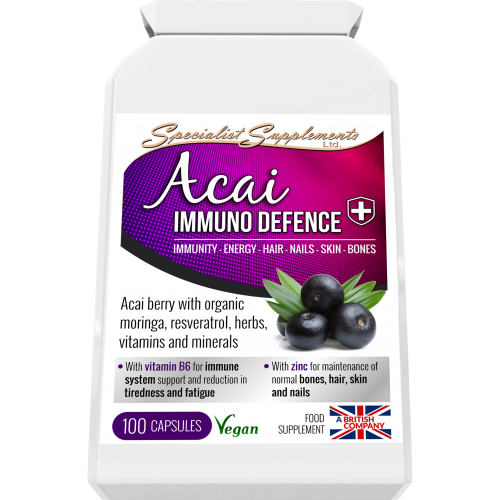 Specialist Supplements
Ltd.
Acai
IMMUNO DEFENCE
IMMUNITY - ENERGY - HAIR - NAILS - SKIN - BONES
Acai berry with organic
moringa, resveratrol, herbs,
vitamins and minerals
• With vitamin B6 for immune
system support and reduction in
tiredness and fatigue
• With zinc for maintenance of
normal bones, hair, skin
and nails
100 CAPSULES
Vegan
FOOD
SUPPLEMENT
A BRITISH
COMPANY